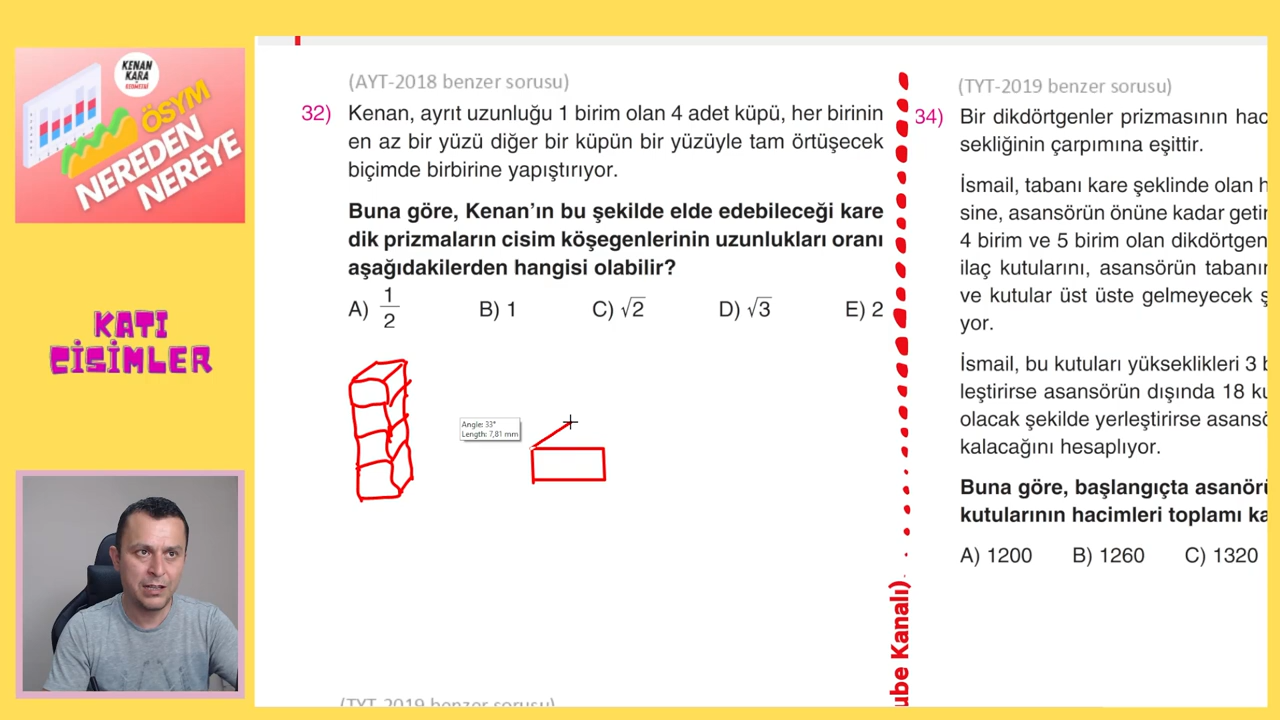 KENAN
KARA
GEOMETRİ
ÖSYM
NEREDEN
NEREYE
KATI
CİSİMLER
(AYT-2018 benzer sorusu)
32) Kenan, ayrıt uzunluğu 1 birim olan 4 adet küpü, her birinin
en az bir yüzü diğer bir küpün bir yüzüyle tam örtüşecek
biçimde birbirine yapıştırıyor.
Buna göre, Kenan'ın bu şekilde elde edebileceği kare
dik prizmaların cisim köşegenlerinin uzunlukları oranı
aşağıdakilerden hangisi olabilir?
A) 1/2 B) 1 C) √2 D) √3 E) 2
Angle: 33°
Length: 7,81 mm
(TYT-2019 benzer sorusu)
ube Kanalı)
(TYT-2019 benzer sorusu)
34) Bir dikdörtgenler prizmasının hac
sekliğinin çarpımına eşittir.
İsmail, tabanı kare şeklinde olan h
sine, asansörün önüne kadar getir
4 birim ve 5 birim olan dikdörtgen
ilaç kutularını, asansörün tabanır
ve kutular üst üste gelmeyecek ş
yor.
İsmail, bu kutuları yükseklikleri 3 b
leştirirse asansörün dışında 18 ku
olacak şekilde yerleştirirse asansö
kalacağını hesaplıyor.
Buna göre, başlangıçta asanörü
kutularının hacimleri toplamı ka
A) 1200 B) 1260 C) 1320